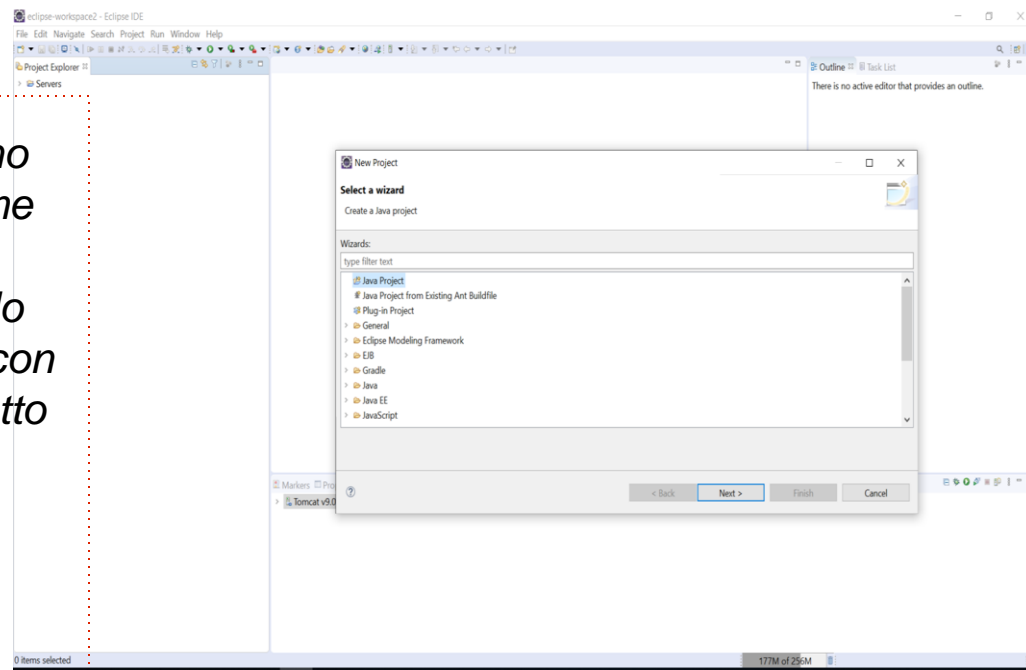 eclipse-workspace2 - Eclipse IDE
File Edit Navigate Search Project Run Window Help
Project Explorer
Servers
Outline
Task List
There is no active editor that provides an outline.
no
ne
lo
con
tto
New Project
Select a wizard
Create a Java project
Wizards:
type filter text
Java Project
Java Project from Existing Ant Buildfile
Plug-in Project
General
Eclipse Modeling Framework
EJB
Gradle
Java
Java EE
JavaScript
< Back
Next >
Finish
Cancel
Markers
Pro
Tomcat v9.0
0 items selected
177M of 256M